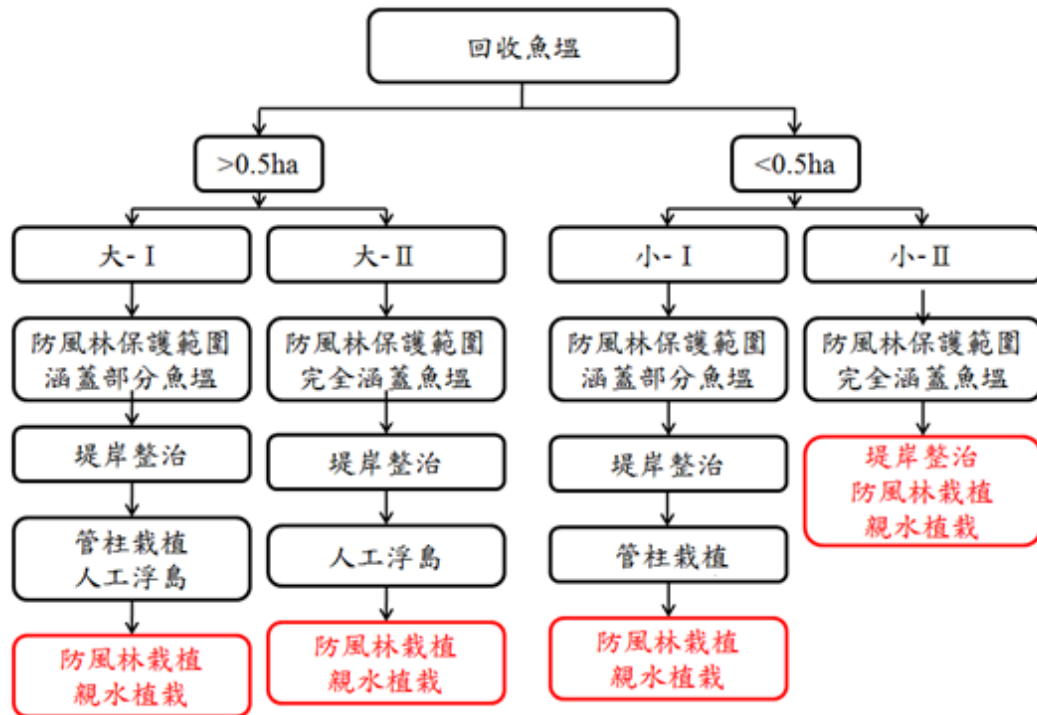 回收魚塭
>0.5ha
<0.5ha
大-Ⅰ
大-Ⅱ
小-Ⅰ
小-Ⅱ
防風林保護範圍
涵蓋部分魚塭
防風林保護範圍
完全涵蓋魚塭
防風林保護範圍
涵蓋部分魚塭
防風林保護範圍
完全涵蓋魚塭
堤岸整治
堤岸整治
堤岸整治
堤岸整治
防風林栽植
親水植栽
管柱栽植
人工浮島
人工浮島
管柱栽植
防風林栽植
親水植栽
防風林栽植
親水植栽
防風林栽植
親水植栽